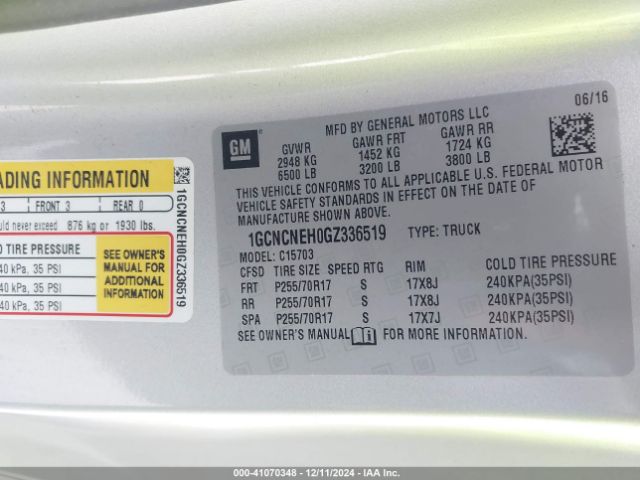 06/16
GM
MFD BY GENERAL MOTORS LLC
GVWR GAWR FRT GAWR RR
2948 KG 1452 KG 1724 KG
6500 LB 3200 LB 3800 LB
THIS VEHICLE CONFORMS TO ALL APPLICABLE U.S. FEDERAL MOTOR
VEHICLE SAFETY STANDARDS IN EFFECT ON THE DATE OF
MANUFACTURE SHOWN ABOVE.
1GCNCNEH0GZ336519 TYPE: TRUCK
MODEL: C15703
CFSD TIRE SIZE SPEED RTG RIM COLD TIRE PRESSURE
FRT P255/70R17 S 17X8J 240KPA(35PSI)
RR P255/70R17 S 17X8J 240KPA(35PSI)
SPA P255/70R17 S 17X7J 240KPA(35PSI)
SEE OWNER'S MANUAL FOR MORE INFORMATION.
ADING INFORMATION
3 FRONT 3 REAR 0
uld never exceed 876 kg or 1930 lbs.
D TIRE PRESSURE
40 kPa, 35 PSI
40 kPa, 35 PSI
40 kPa, 35 PSI
SEE OWNER'S
MANUAL FOR
ADDITIONAL
INFORMATION
1GCNCNEH0GZ336519
000-41070348 - 12/11/2024 - IAA Inc.